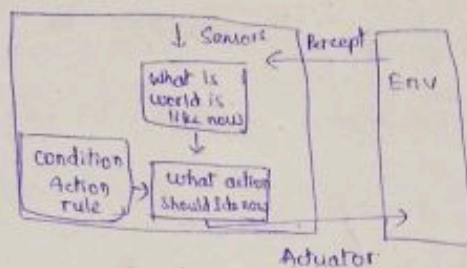 Sensors
Percept
Env
What is
world is
like now
Condition
Action
rule
What action
should I do now
Actuator